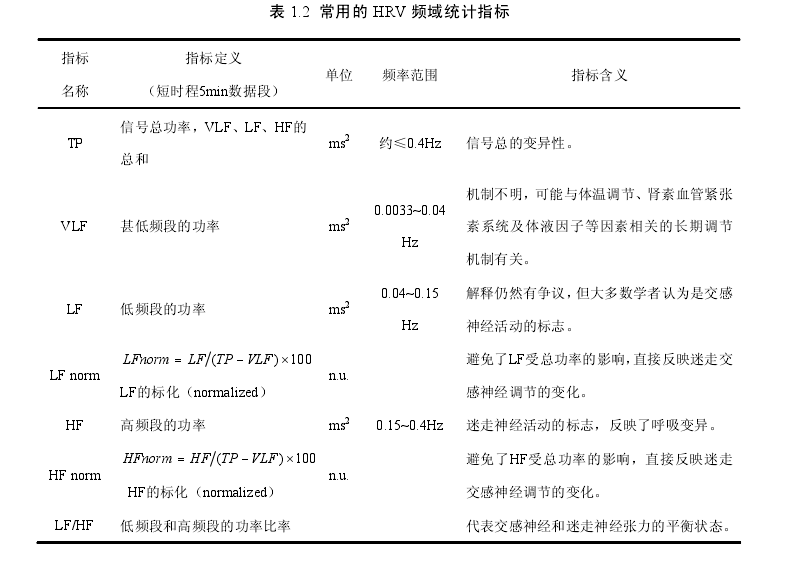 表 1.2 常用的 HRV 频域统计指标
指标 指标定义 单位 频率范围 指标含义
名称 （短时程5min数据段）
TP 信号总功率，VLF、LF、HF的 ms² 约≤0.4Hz 信号总的变异性。
总和
机制不明，可能与体温调节、肾素血管紧张
VLF 甚低频段的功率 ms² 0.0033~0.04 素系统及体液因子等因素相关的长期调节
Hz 机制有关。
LF 低频段的功率 ms² 0.04~0.15 解释仍然有争议，但大多数学者认为是交感
Hz 神经活动的标志。
LF norm LFnorm = LF/(TP − VLF)×100 n.u. 避免了LF受总功率的影响，直接反映迷走交
LF的标化（normalized） 感神经调节的变化。
HF 高频段的功率 ms² 0.15~0.4Hz 迷走神经活动的标志，反映了呼吸变异。
HF norm HFnorm = HF/(TP − VLF)×100 n.u. 避免了HF受总功率的影响，直接反映迷走
HF的标化（normalized） 交感神经调节的变化。
LF/HF 低频段和高频段的功率比率 代表交感神经和迷走神经张力的平衡状态。